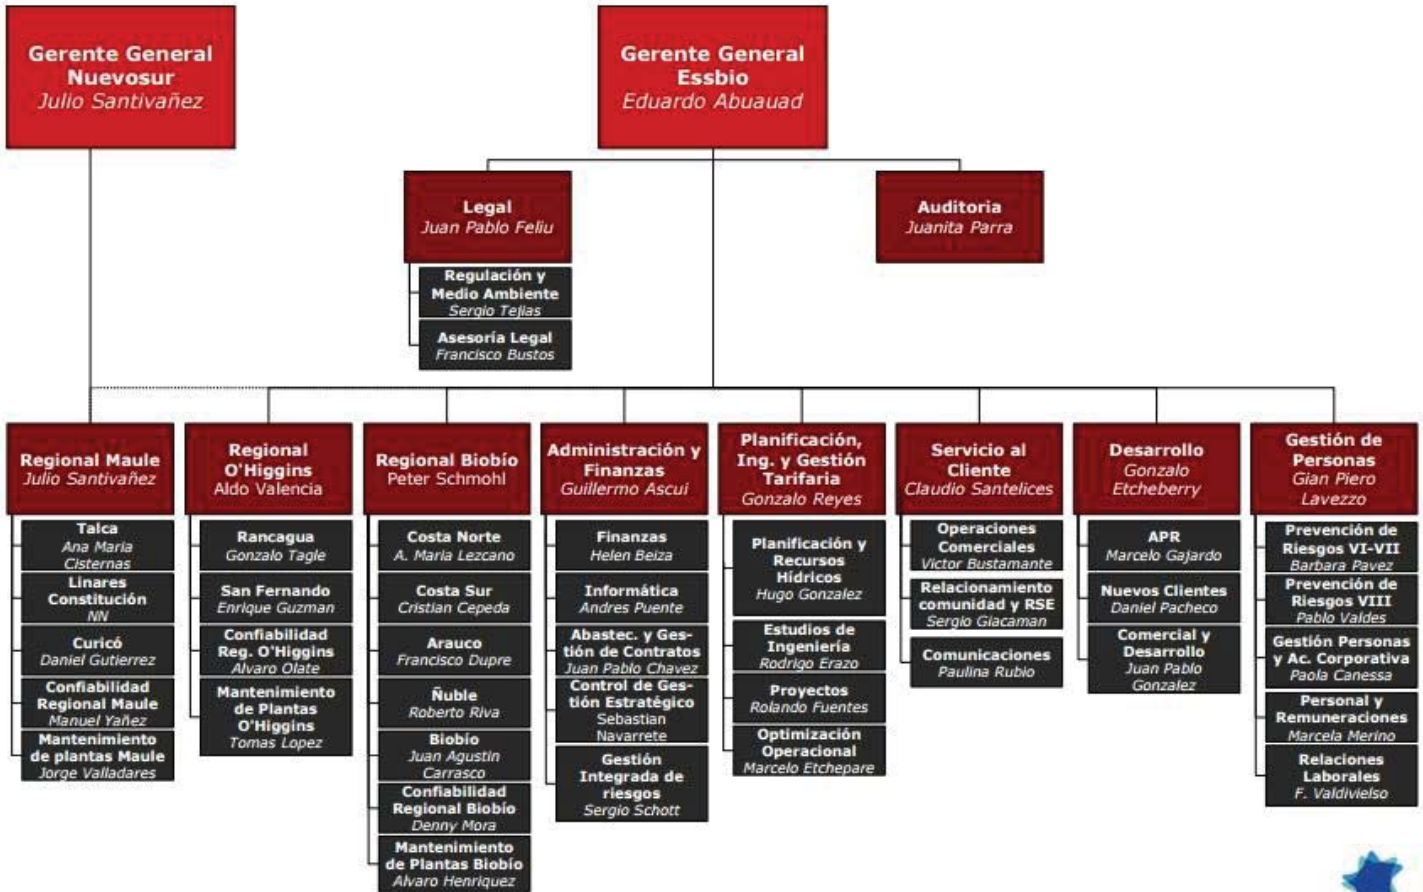 Gerente General
Nuevosur
Julio Santivañez
Gerente General
Essbio
Eduardo Abuauad
Legal
Juan Pablo Feliu
Regulación y
Medio Ambiente
Sergio Tejias
Asesoría Legal
Francisco Bustos
Auditoria
Juanita Parra
Regional Maule
Julio Santivañez
Talca
Ana Maria
Cisternas
Linares
Constitución
NN
Curicó
Daniel Gutierrez
Confiabilidad
Regional Maule
Manuel Yañez
Mantenimiento
de plantas Maule
Jorge Valladares
Regional
O'Higgins
Aldo Valencia
Rancagua
Gonzalo Tagle
San Fernando
Enrique Guzman
Confiabilidad
Reg. O'Higgins
Alvaro Olate
Mantenimiento
de Plantas
O'Higgins
Tomas Lopez
Regional Biobío
Peter Schmohl
Costa Norte
A. Maria Lezcano
Costa Sur
Cristian Cepeda
Arauco
Francisco Dupre
Ñuble
Roberto Riva
Biobío
Juan Agustin
Carrasco
Confiabilidad
Regional Biobío
Denny Mora
Mantenimiento
de Plantas Biobío
Alvaro Henriquez
Administración y
Finanzas
Guillermo Ascui
Finanzas
Helen Beiza
Informática
Andres Puente
Abastec. y Ges-
tión de Contratos
Juan Pablo Chavez
Control de Ges-
tión Estratégico
Sebastian
Navarrete
Gestión
Integrada de
riesgos
Sergio Schott
Planificación,
Ing. y Gestión
Tarifaria
Gonzalo Reyes
Planificación y
Recursos
Hídricos
Hugo Gonzalez
Estudios de
Ingeniería
Rodrigo Erazo
Proyectos
Rolando Fuentes
Optimización
Operacional
Marcelo Etchepare
Servicio al
Cliente
Claudio Santelices
Operaciones
Comerciales
Victor Bustamante
Relacionamiento
comunidad y RSE
Sergio Giacaman
Comunicaciones
Paulina Rubio
Desarrollo
Gonzalo
Etcheberry
APR
Marcelo Gajardo
Nuevos Clientes
Daniel Pacheco
Comercial y
Desarrollo
Juan Pablo
Gonzalez
Gestión de
Personas
Gian Piero
Lavezzo
Prevención de
Riesgos VI-VII
Barbara Pavez
Prevención de
Riesgos VIII
Pablo Valdes
Gestión Personas
y Ac. Corporativa
Paola Canessa
Personal y
Remuneraciones
Marcela Merino
Relaciones
Laborales
F. Valdivielso